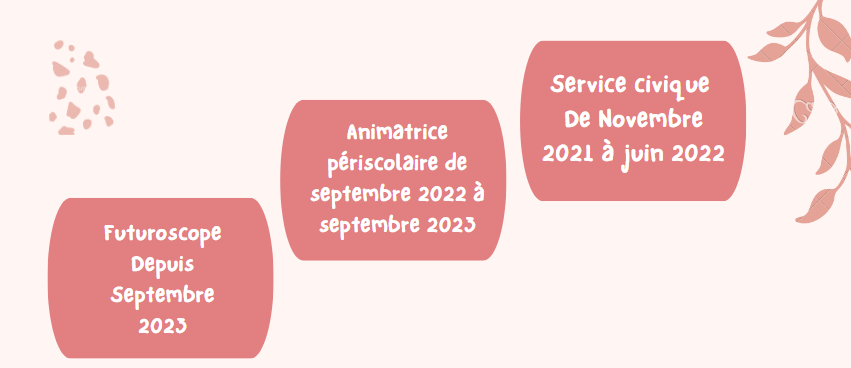 Service civique
De Novembre
2021 à juin 2022
Animatrice
périscolaire de
septembre 2022 à
septembre 2023
Futuroscope
Depuis
Septembre
2023